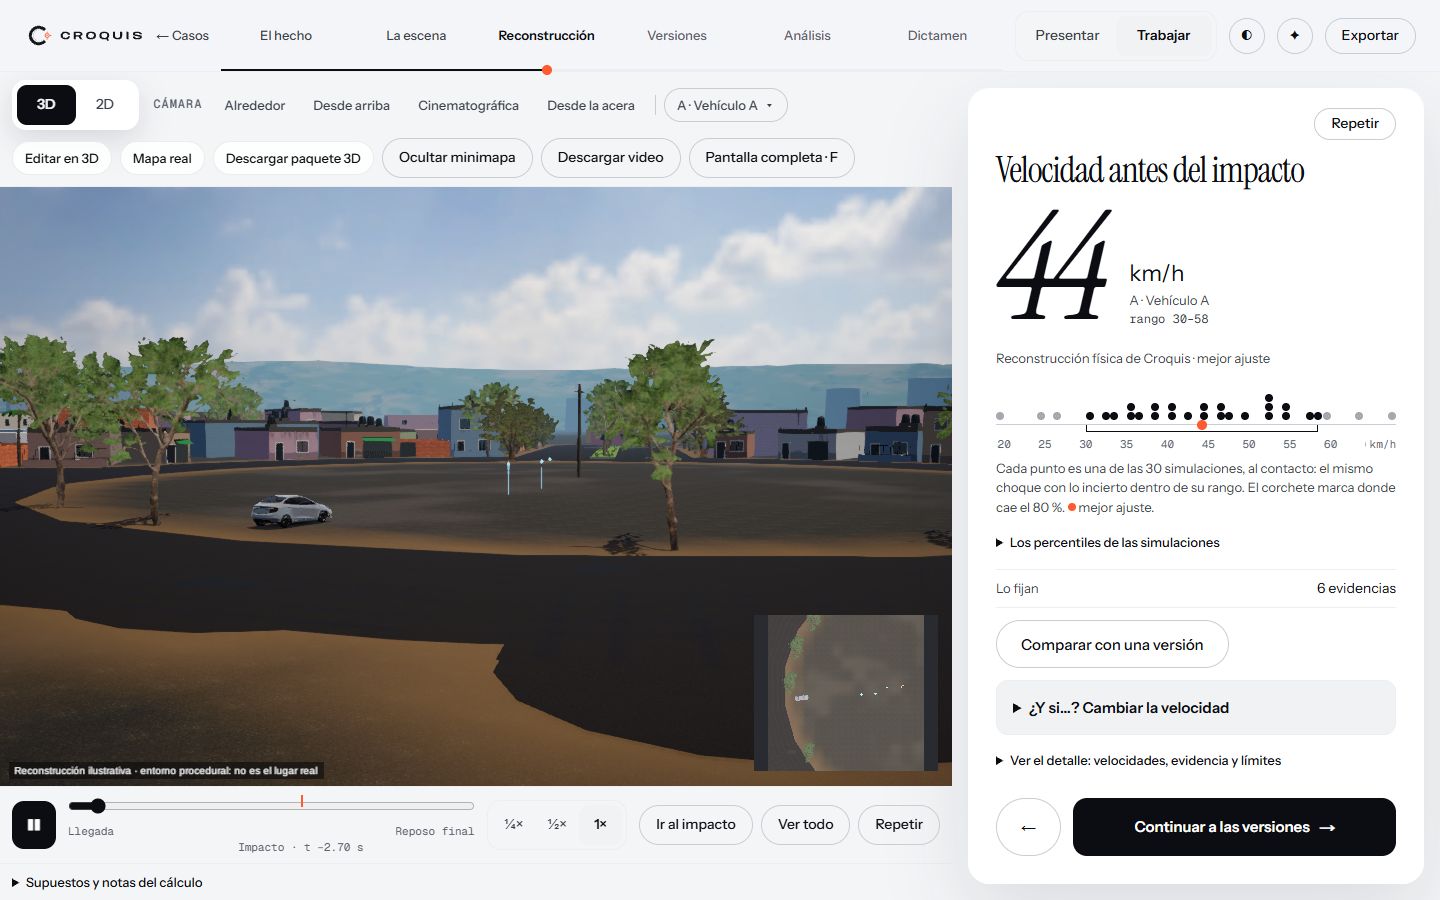 CROQUIS
← Casos
El hecho
La escena
Reconstrucción
Versiones
Análisis
Dictamen
Presentar
Trabajar
Exportar
3D
2D
CÁMARA
Alrededor
Desde arriba
Cinematográfica
Desde la acera
A · Vehículo A
Editar en 3D
Mapa real
Descargar paquete 3D
Ocultar minimapa
Descargar video
Pantalla completa · F
Reconstrucción ilustrativa · entorno procedural: no es el lugar real
Llegada
Reposo final
Impacto · t −2.70 s
¼×
½×
1×
Ir al impacto
Ver todo
Repetir
Supuestos y notas del cálculo
Repetir
Velocidad antes del impacto
44
km/h
A · Vehículo A
rango 30–58
Reconstrucción física de Croquis · mejor ajuste
20 25 30 35 40 45 50 55 60 km/h
Cada punto es una de las 30 simulaciones, al contacto: el mismo
choque con lo incierto dentro de su rango. El corchete marca donde
cae el 80 %. mejor ajuste.
Los percentiles de las simulaciones
Lo fijan 6 evidencias
Comparar con una versión
¿Y si…? Cambiar la velocidad
Ver el detalle: velocidades, evidencia y límites
←
Continuar a las versiones →